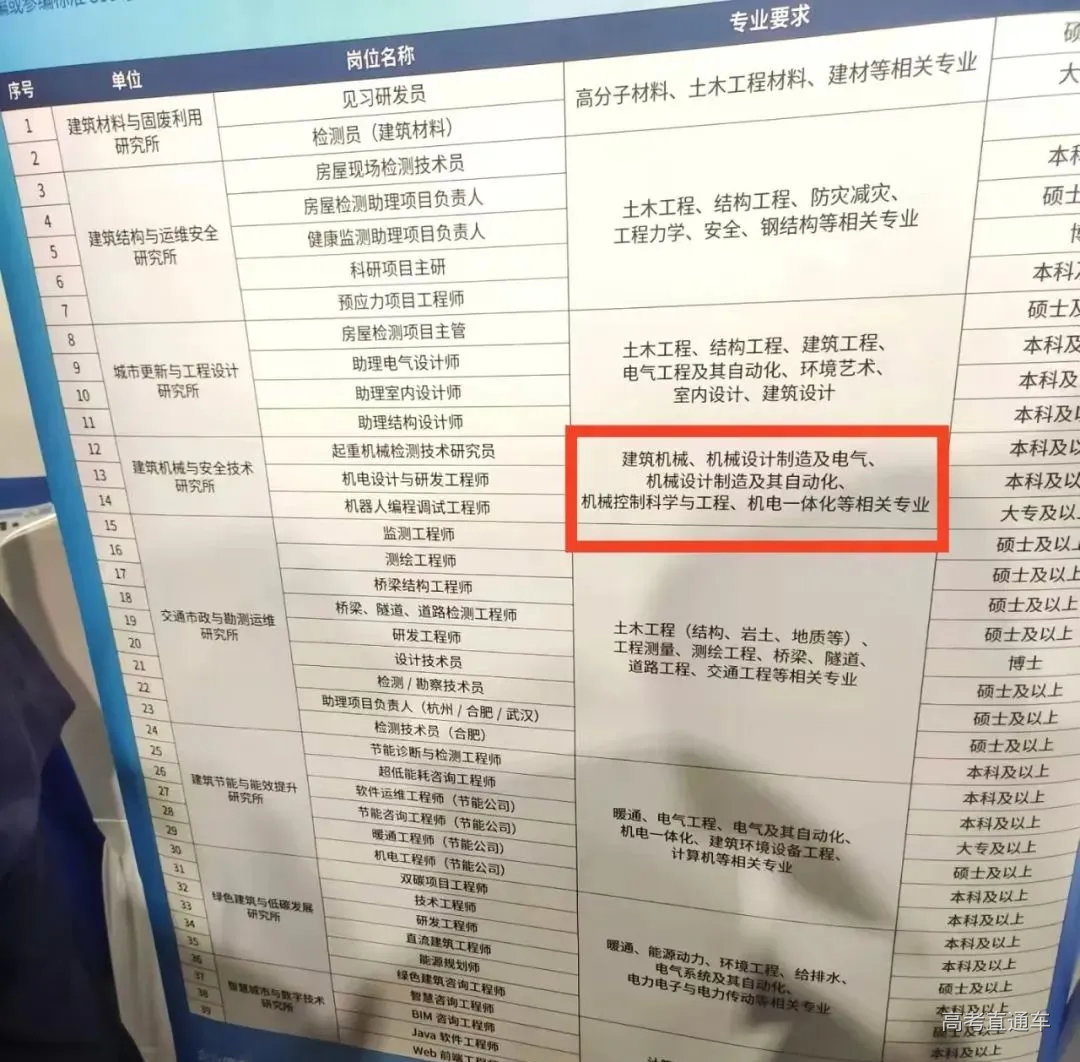 专业要求
序号
单位
岗位名称
1
2
建筑材料与固废利用
研究所
见习研发员
检测员（建筑材料）
高分子材料、土木工程材料、建材等相关专业
3
4
5
6
7
建筑结构与运维安全
研究所
房屋现场检测技术员
房屋检测助理项目负责人
健康监测助理项目负责人
科研项目主研
预应力项目工程师
土木工程、结构工程、防灾减灾、
工程力学、安全、钢结构等相关专业
8
9
10
11
城市更新与工程设计
研究所
房屋检测项目主管
助理电气设计师
助理室内设计师
助理结构设计师
土木工程、结构工程、建筑工程、
电气工程及其自动化、环境艺术、
室内设计、建筑设计
12
13
14
建筑机械与安全技术
研究所
起重机械检测技术研究员
机电设计与研发工程师
机器人编程调试工程师
建筑机械、机械设计制造及电气、
机械设计制造及其自动化、
机械控制科学与工程、机电一体化等相关专业
15
16
17
18
19
20
21
22
23
24
交通市政与勘测运维
研究所
监测工程师
测绘工程师
桥梁结构工程师
桥梁、隧道、道路检测工程师
研发工程师
设计技术员
检测 / 勘察技术员
助理项目负责人（杭州 / 合肥 / 武汉）
检测技术员（合肥）
土木工程（结构、岩土、地质等）、
工程测量、测绘工程、桥梁、隧道、
道路工程、交通工程等相关专业
25
26
27
28
29
30
建筑节能与能效提升
研究所
节能诊断与检测工程师
超低能耗咨询工程师
软件运维工程师（节能公司）
节能咨询工程师（节能公司）
暖通工程师（节能公司）
机电工程师（节能公司）
暖通、电气工程、电气及其自动化、
机电一体化、建筑环境设备工程、
计算机等相关专业
31
32
33
34
35
绿色建筑与低碳发展
研究所
双碳项目工程师
技术工程师
研发工程师
直流建筑工程师
能源规划师
绿色建筑咨询工程师
暖通、能源动力、环境工程、给排水、
电气系统及其自动化、
电力电子与电力传动等相关专业
36
37
38
39
智慧城市与数字技术
研究所
智慧咨询工程师
BIM 咨询工程师
Java 软件工程师
Web 前端工程
硕
大
本科
硕士
本科及
硕士及
本科及
本科及
本科及以
本科及以
本科及以
大专及以
硕士及以上
硕士及以上
硕士及以上
硕士及以上
博士
硕士及以上
硕士及以上
硕士及以上
本科及以上
本科及以上
本科及以上
大专及以上
硕士及以上
本科及以上
本科及以上
本科及以上
本科及以上
硕士及以上
本科及以上
硕士及以上
本科及以上
高考直通车